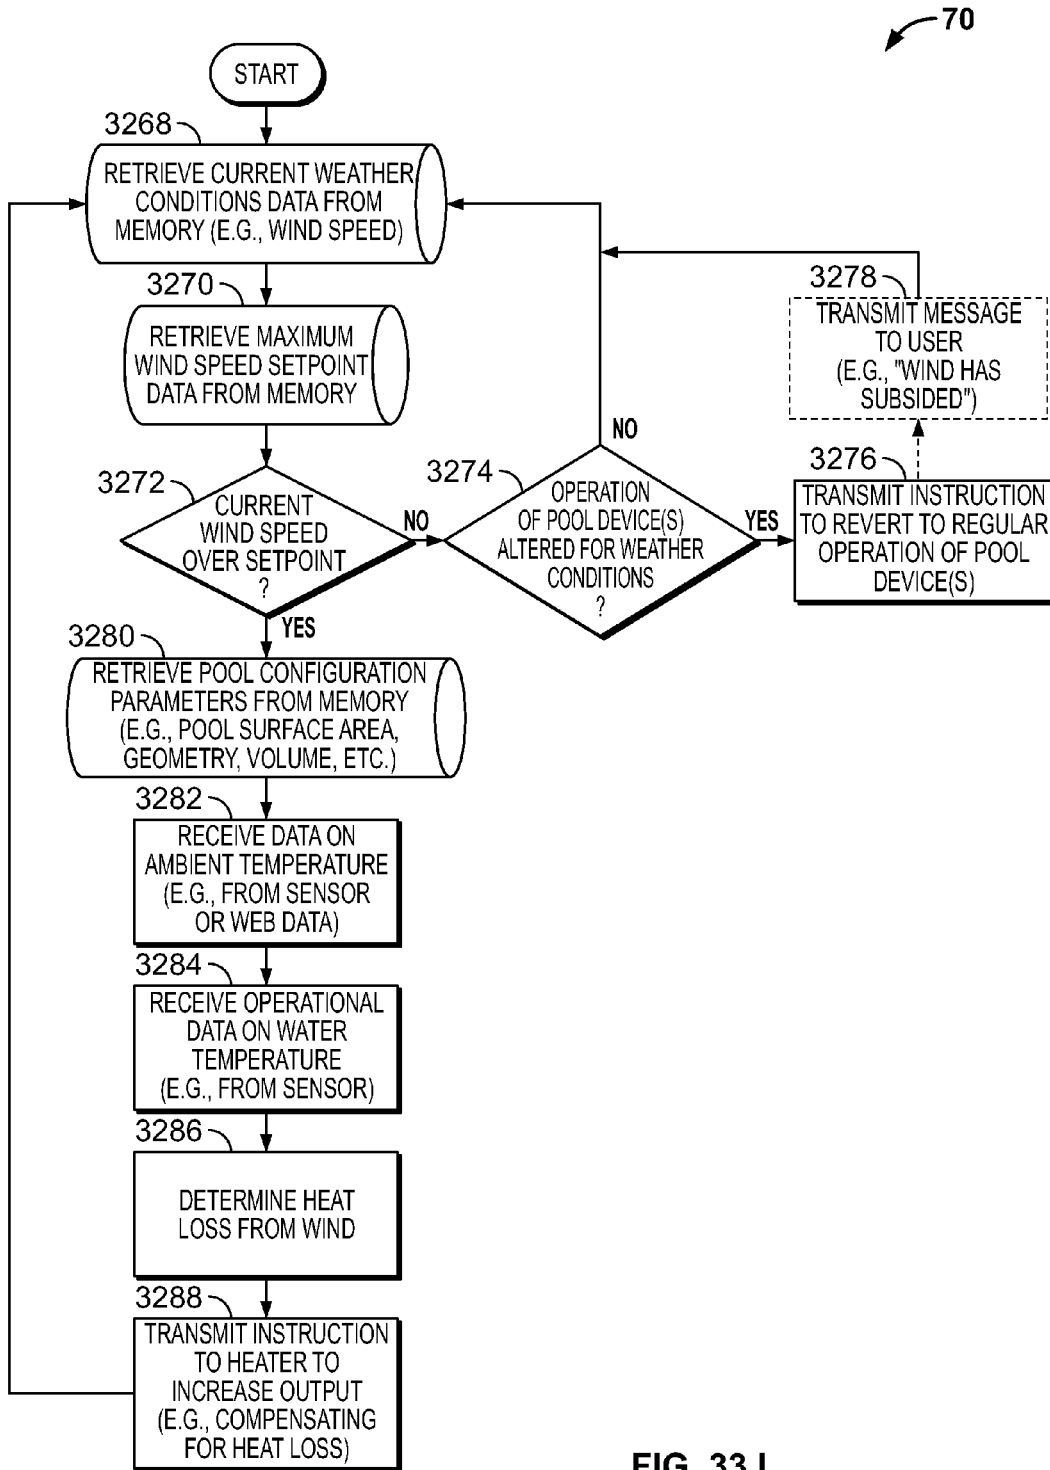 70
START
3268
RETRIEVE CURRENT WEATHER
CONDITIONS DATA FROM
MEMORY (E.G., WIND SPEED)
3270
RETRIEVE MAXIMUM
WIND SPEED SETPOINT
DATA FROM MEMORY
3272
CURRENT
WIND SPEED
OVER SETPOINT
?
NO
YES
3274
OPERATION
OF POOL DEVICE(S)
ALTERED FOR WEATHER
CONDITIONS
?
NO
YES
3276
TRANSMIT INSTRUCTION
TO REVERT TO REGULAR
OPERATION OF POOL
DEVICE(S)
3278
TRANSMIT MESSAGE
TO USER
(E.G., "WIND HAS
SUBSIDED")
3280
RETRIEVE POOL CONFIGURATION
PARAMETERS FROM MEMORY
(E.G., POOL SURFACE AREA,
GEOMETRY, VOLUME, ETC.)
3282
RECEIVE DATA ON
AMBIENT TEMPERATURE
(E.G., FROM SENSOR
OR WEB DATA)
3284
RECEIVE OPERATIONAL
DATA ON WATER
TEMPERATURE
(E.G., FROM SENSOR)
3286
DETERMINE HEAT
LOSS FROM WIND
3288
TRANSMIT INSTRUCTION
TO HEATER TO
INCREASE OUTPUT
(E.G., COMPENSATING
FOR HEAT LOSS)
FIG. 33